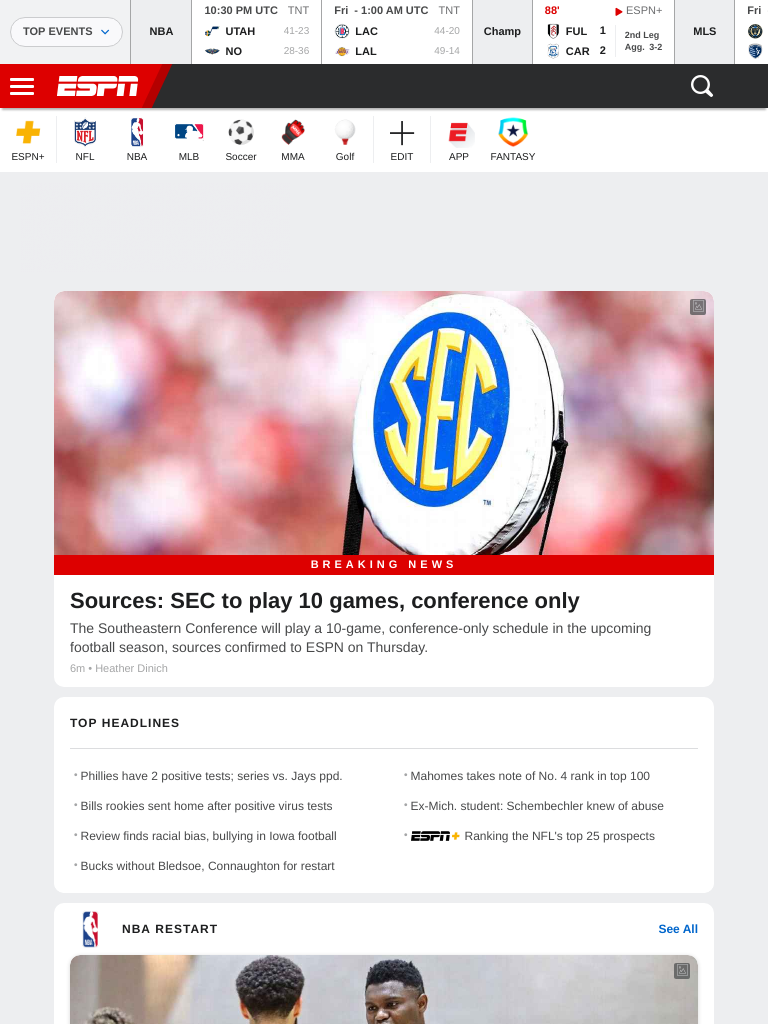 TOP EVENTS
NBA
10:30 PM UTC TNT
UTAH 41-23
NO 28-36
Fri - 1:00 AM UTC TNT
LAC 44-20
LAL 49-14
Champ
88' ESPN+
FUL 1
CAR 2
2nd Leg
Agg. 3-2
MLS
Fri
ESPN
ESPN+
NFL
NBA
MLB
Soccer
MMA
Golf
EDIT
APP
FANTASY
SEC
TM
BREAKING NEWS
Sources: SEC to play 10 games, conference only
The Southeastern Conference will play a 10-game, conference-only schedule in the upcoming
football season, sources confirmed to ESPN on Thursday.
6m • Heather Dinich
TOP HEADLINES
Phillies have 2 positive tests; series vs. Jays ppd.
Bills rookies sent home after positive virus tests
Review finds racial bias, bullying in Iowa football
Bucks without Bledsoe, Connaughton for restart
Mahomes takes note of No. 4 rank in top 100
Ex-Mich. student: Schembechler knew of abuse
ESPN+ Ranking the NFL's top 25 prospects
NBA RESTART
See All